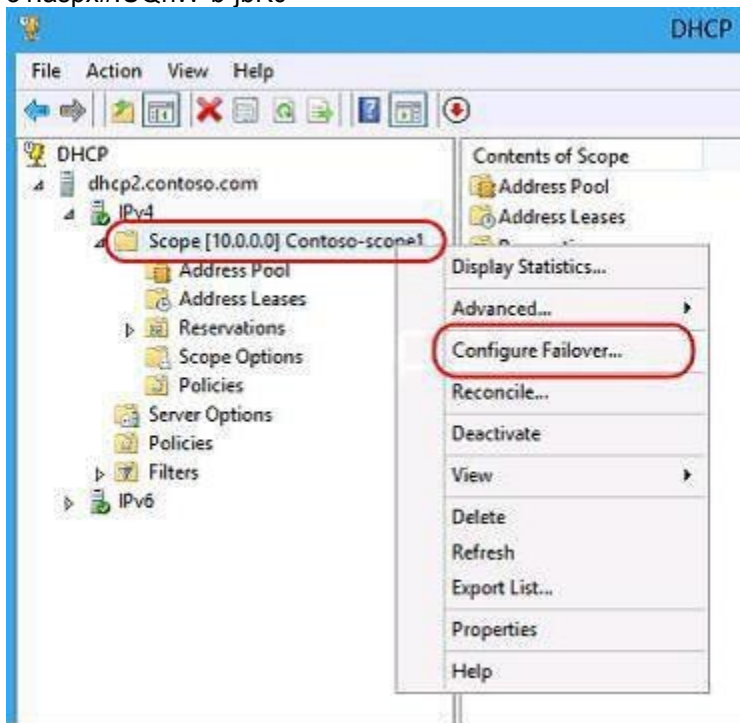 DHCP
File Action View Help
DHCP
dhcp2.contoso.com
IPv4
Scope [10.0.0.0] Contoso-scope1
Address Pool
Address Leases
Reservations
Scope Options
Policies
Server Options
Policies
Filters
IPv6
Contents of Scope
Address Pool
Address Leases
Display Statistics...
Advanced...
Configure Failover...
Reconcile...
Deactivate
View
Delete
Refresh
Export List...
Properties
Help